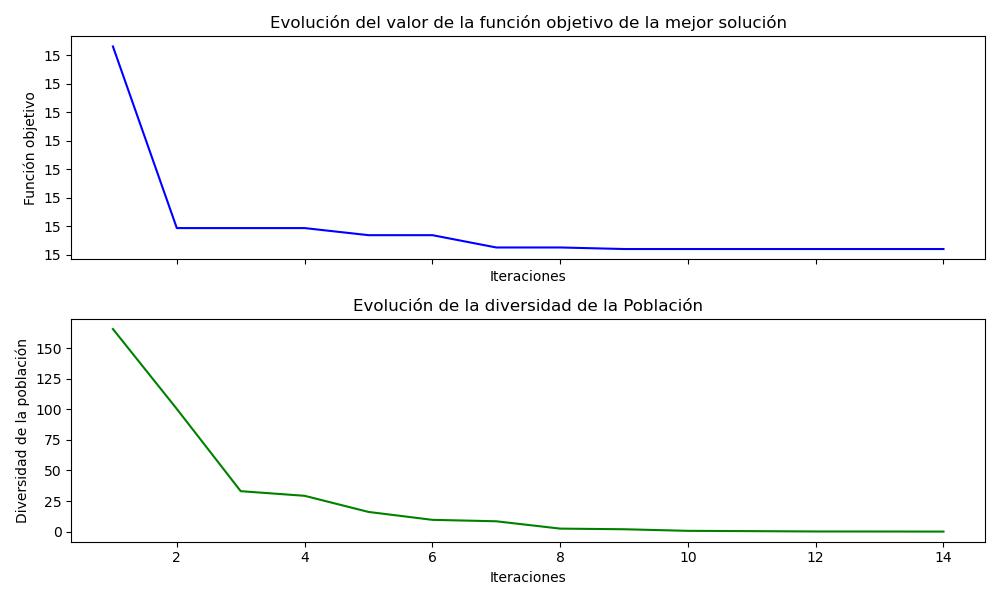 Evolución del valor de la función objetivo de la mejor solución
Función objetivo
15
15
15
15
15
15
15
15
Iteraciones
Evolución de la diversidad de la Población
Diversidad de la población
150
125
100
75
50
25
0
2 4 6 8 10 12 14
Iteraciones